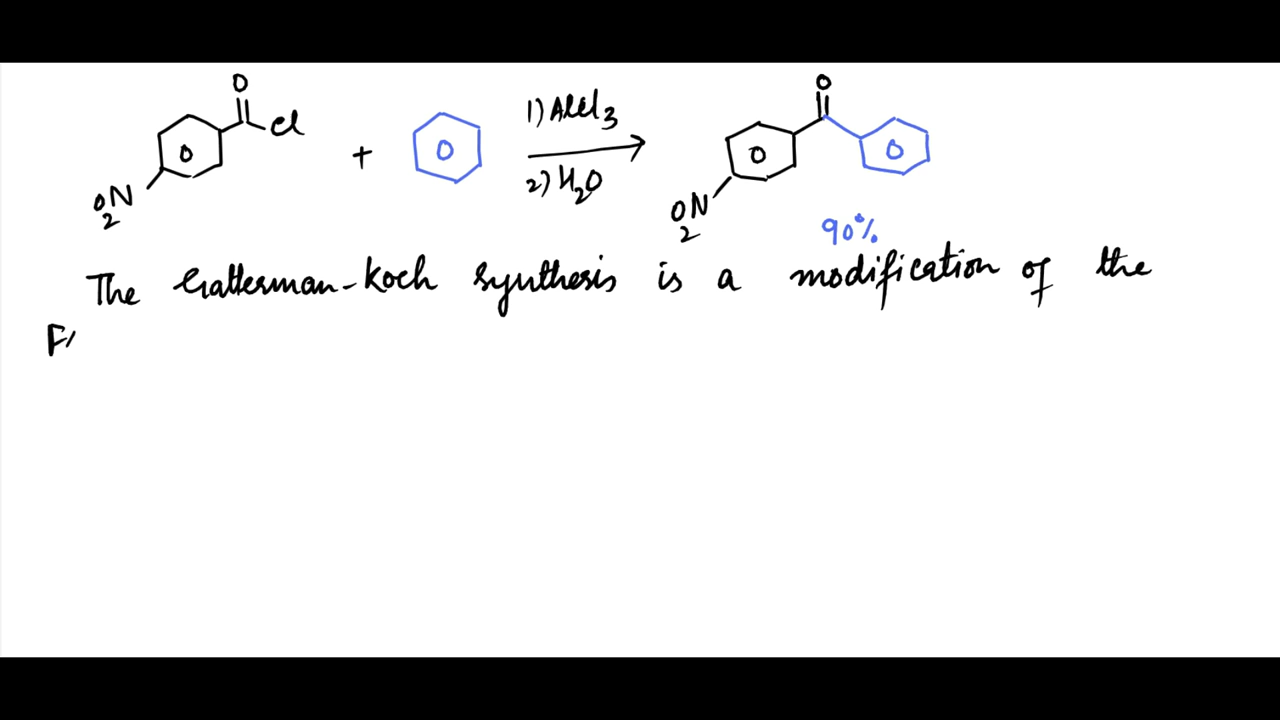 O
Cl
O₂N
+
1) AlCl₃
2) H₂O
O
O₂N
90%
The Gatterman-Koch synthesis is a modification of the
F